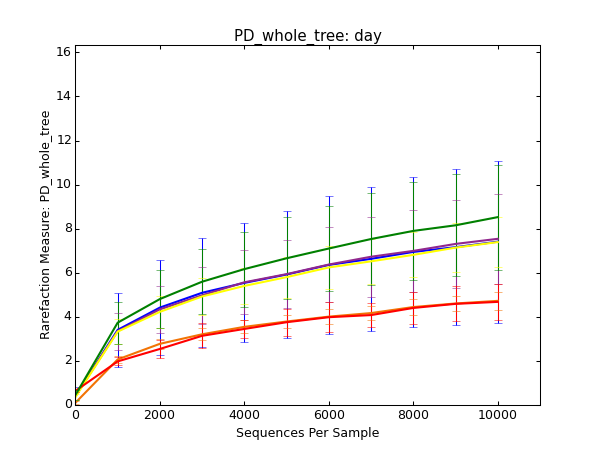 PD_whole_tree: day
Rarefaction Measure: PD_whole_tree
16
14
12
10
8
6
4
2
0
0 2000 4000 6000 8000 10000
Sequences Per Sample